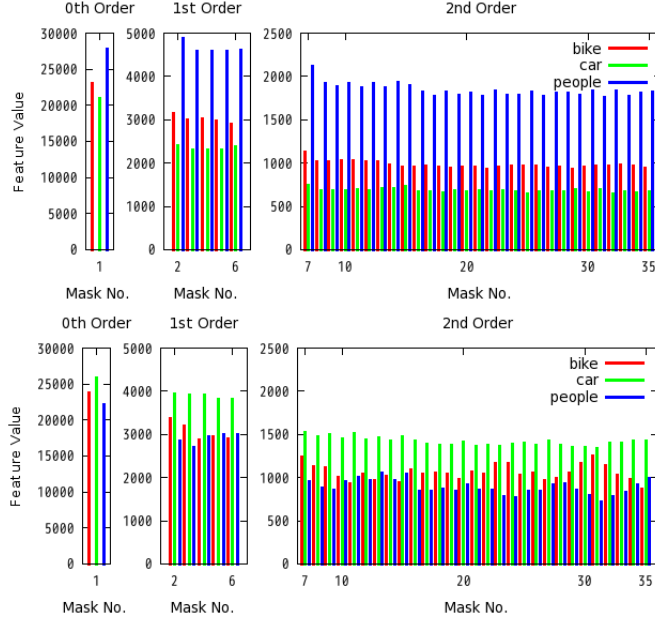 0th Order 1st Order 2nd Order
30000 5000 2500
bike
car
people
25000 4000 2000
20000 3000 1500
15000
Feature Value
10000 2000 1000
5000 1000 500
0 0 0
1 2 6 7 10 20 30 35
Mask No. Mask No. Mask No.
0th Order 1st Order 2nd Order
30000 5000 2500
bike
car
people
25000 4000 2000
20000 3000 1500
15000
Feature Value
10000 2000 1000
5000 1000 500
0 0 0
1 2 6 7 10 20 30 35
Mask No. Mask No. Mask No.